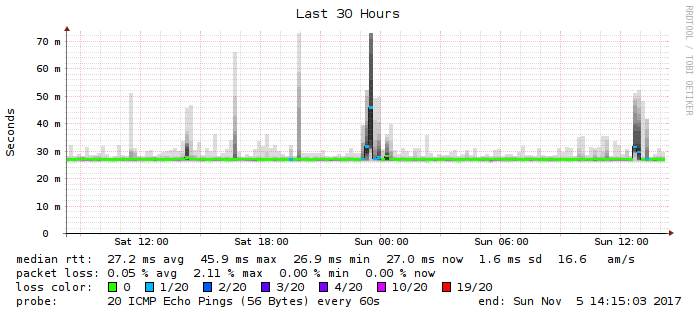 Last 30 Hours
RRDTOOL / TOBI OETIKER
Seconds
70 m
60 m
50 m
40 m
30 m
20 m
10 m
0
Sat 12:00 Sat 18:00 Sun 00:00 Sun 06:00 Sun 12:00
median rtt: 27.2 ms avg 45.9 ms max 26.9 ms min 27.0 ms now 1.6 ms sd 16.6 am/s
packet loss: 0.05 % avg 2.11 % max 0.00 % min 0.00 % now
loss color: 0 1/20 2/20 3/20 4/20 10/20 19/20
probe: 20 ICMP Echo Pings (56 Bytes) every 60s end: Sun Nov 5 14:15:03 2017